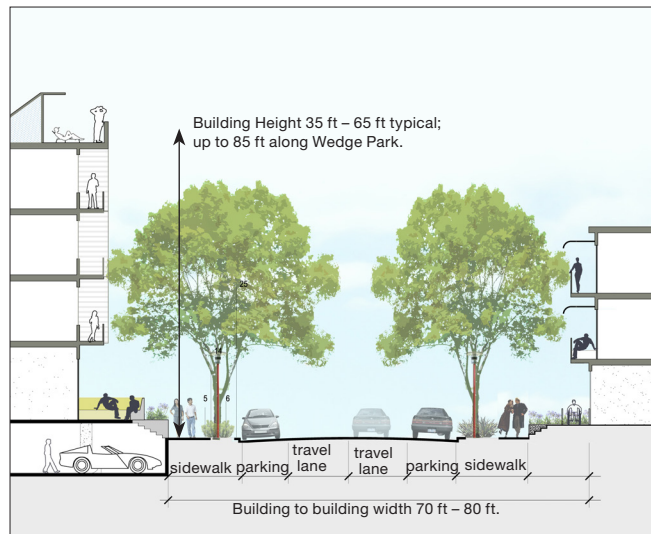 Building Height 35 ft – 65 ft typical;
up to 85 ft along Wedge Park.
25
5
6
sidewalk parking travel lane travel lane parking sidewalk
Building to building width 70 ft – 80 ft.